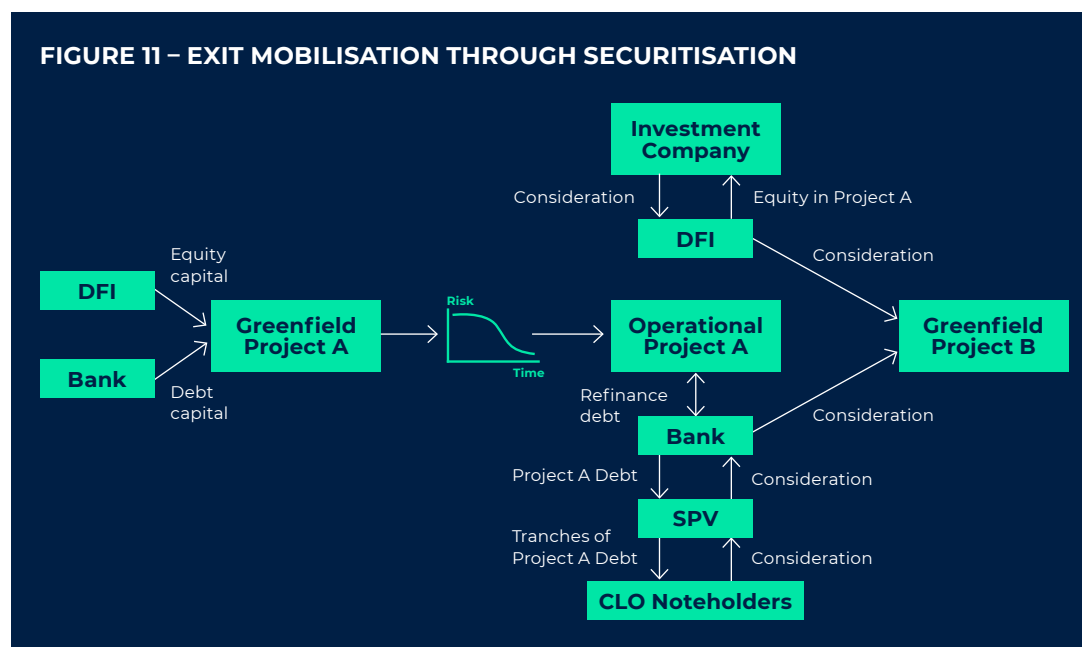 FIGURE 11 – EXIT MOBILISATION THROUGH SECURITISATION
Investment
Company
Consideration
Equity in Project A
DFI
Consideration
Equity
capital
DFI
Greenfield
Project A
Bank
Debt
capital
Risk
Time
Operational
Project A
Greenfield
Project B
Refinance
debt
Consideration
Bank
Project A Debt
Consideration
SPV
Tranches of
Project A Debt
Consideration
CLO Noteholders